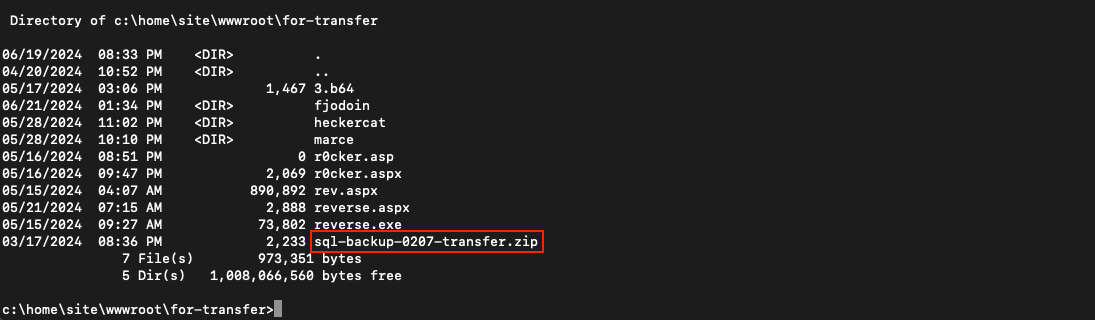 Directory of c:\home\site\wwwroot\for-transfer
06/19/2024  08:33 PM    <DIR>          .
04/20/2024  10:52 PM    <DIR>          ..
05/17/2024  03:06 PM             1,467 3.b64
06/21/2024  01:34 PM    <DIR>          fjodoin
05/28/2024  11:02 PM    <DIR>          heckercat
05/28/2024  10:10 PM    <DIR>          marce
05/16/2024  08:51 PM                 0 r0cker.asp
05/16/2024  09:47 PM             2,069 r0cker.aspx
05/15/2024  04:07 AM           890,892 rev.aspx
05/21/2024  07:15 AM             2,888 reverse.aspx
05/15/2024  09:27 AM            73,802 reverse.exe
03/17/2024  08:36 PM             2,233 sql-backup-0207-transfer.zip
               7 File(s)        973,351 bytes
               5 Dir(s)   1,008,066,560 bytes free
c:\home\site\wwwroot\for-transfer>